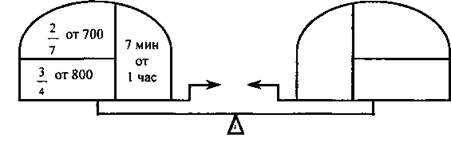 2/7 от 700
3/4 от 800
7 мин
от
1 час